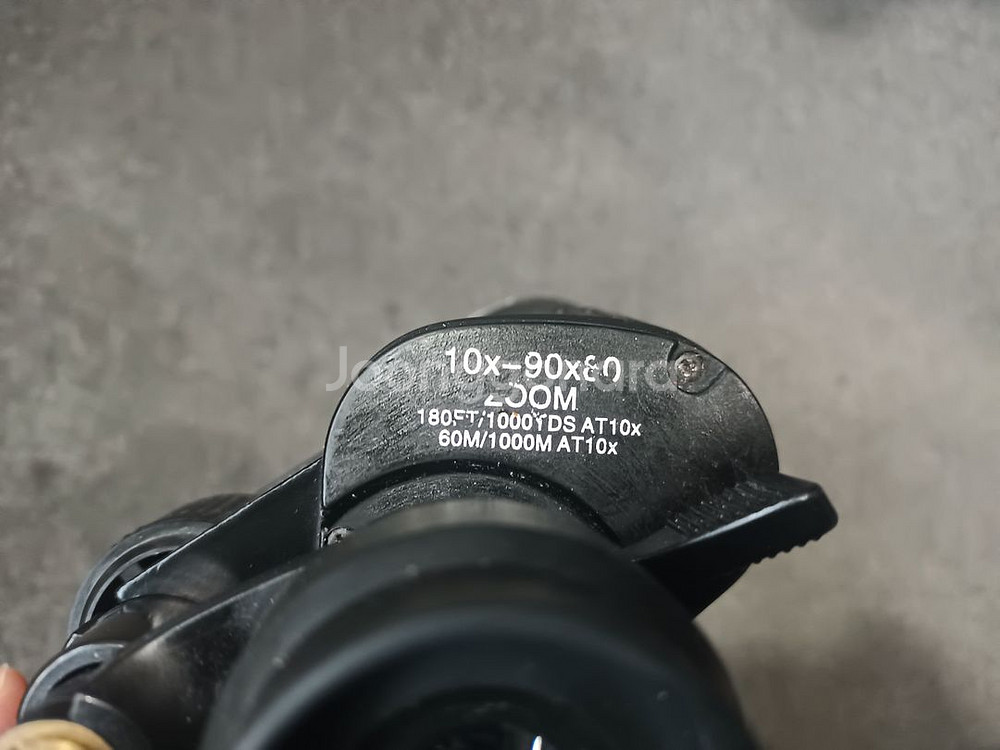 10x-90x80
ZOOM
180FT/1000YDS AT10x
60M/1000M AT10x